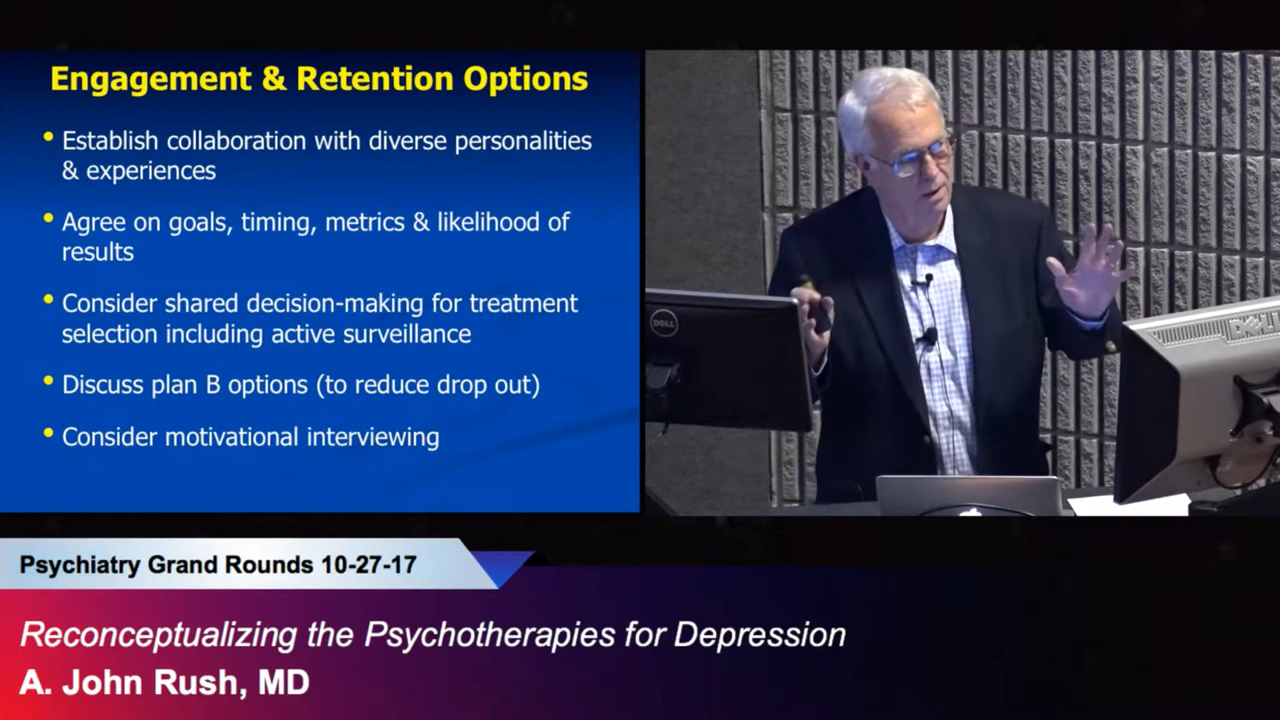 Engagement & Retention Options
• Establish collaboration with diverse personalities
& experiences
• Agree on goals, timing, metrics & likelihood of
results
• Consider shared decision-making for treatment
selection including active surveillance
• Discuss plan B options (to reduce drop out)
• Consider motivational interviewing
DELL
DELL
Psychiatry Grand Rounds 10-27-17
Reconceptualizing the Psychotherapies for Depression
A. John Rush, MD